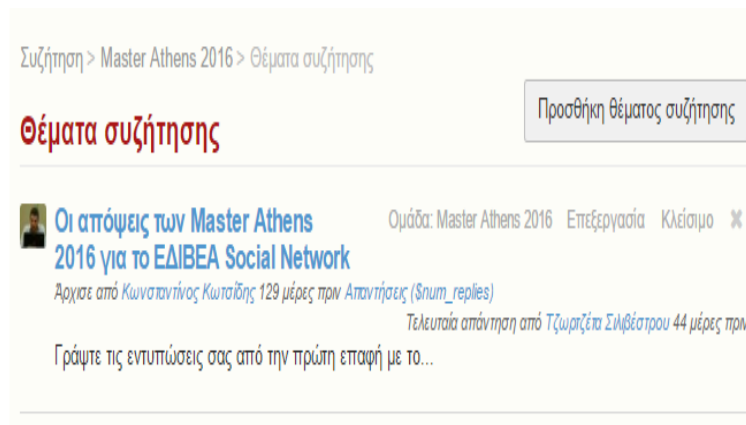 Συζήτηση > Master Athens 2016 > Θέματα συζήτησης
Προσθήκη θέματος συζήτησης
Θέματα συζήτησης
Οι απόψεις των Master Athens
2016 για το ΕΔΙΒΕΑ Social Network
Ομάδα: Master Athens 2016 Επεξεργασία Κλείσιμο ✖
Άρχισε από Κωνσταντίνος Κωτσίδης 129 μέρες πριν Απαντήσεις ($num_replies)
Τελευταία απάντηση από Τζωρτζέτα Σιλιβέστρου 44 μέρες πριν
Γράψτε τις εντυπώσεις σας από την πρώτη επαφή με το...